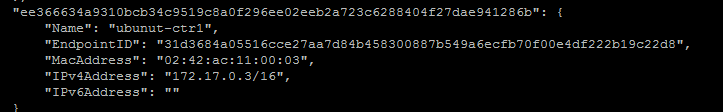 "ee366634a9310bcb34c9519c8a0f296ee02eeb2a723c6288404f27dae941286b": {
"Name": "ubunut-ctr1",
"EndpointID": "31d3684a05516cce27aa7d84b458300887b549a6ecfb70f00e4df222b19c22d8",
"MacAddress": "02:42:ac:11:00:03",
"IPv4Address": "172.17.0.3/16",
"IPv6Address": ""
}